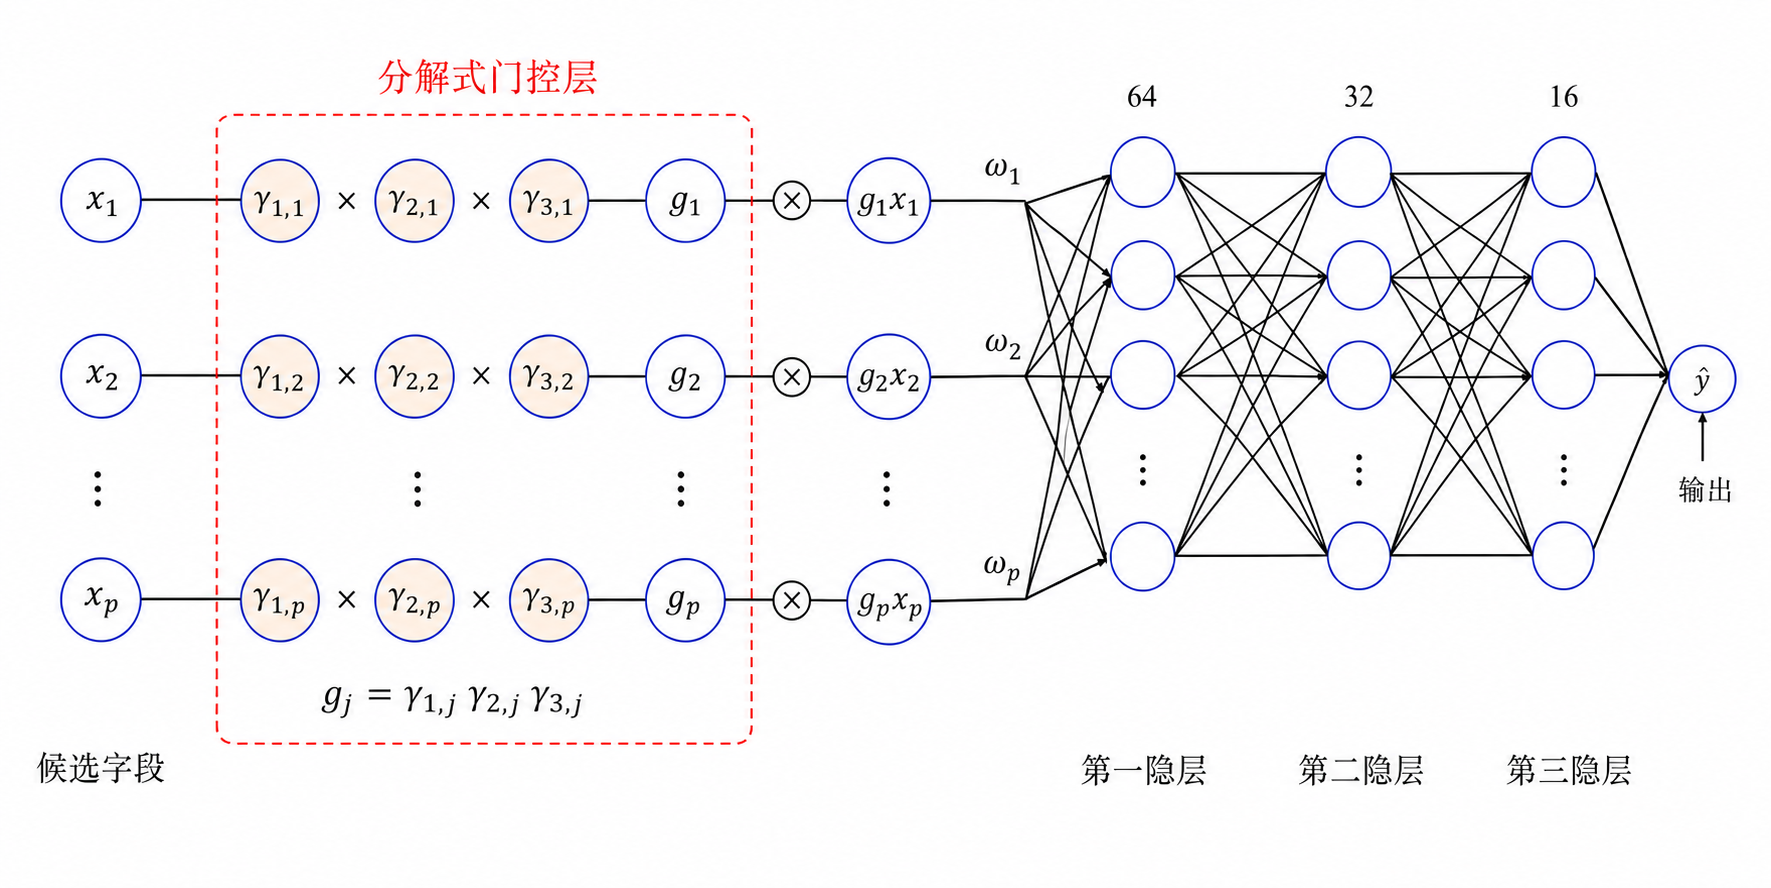 分解式门控层
64 32 16
x₁ γ₁,₁ × γ₂,₁ × γ₃,₁ g₁ ⊗ g₁x₁ ω₁
x₂ γ₁,₂ × γ₂,₂ × γ₃,₂ g₂ ⊗ g₂x₂ ω₂
ŷ
⋮ ⋮ ⋮ ⋮ ⋮ ⋮ ⋮
输出
xₚ γ₁,ₚ × γ₂,ₚ × γ₃,ₚ gₚ ⊗ gₚxₚ ωₚ
gⱼ = γ₁,ⱼ γ₂,ⱼ γ₃,ⱼ
候选字段 第一隐层 第二隐层 第三隐层